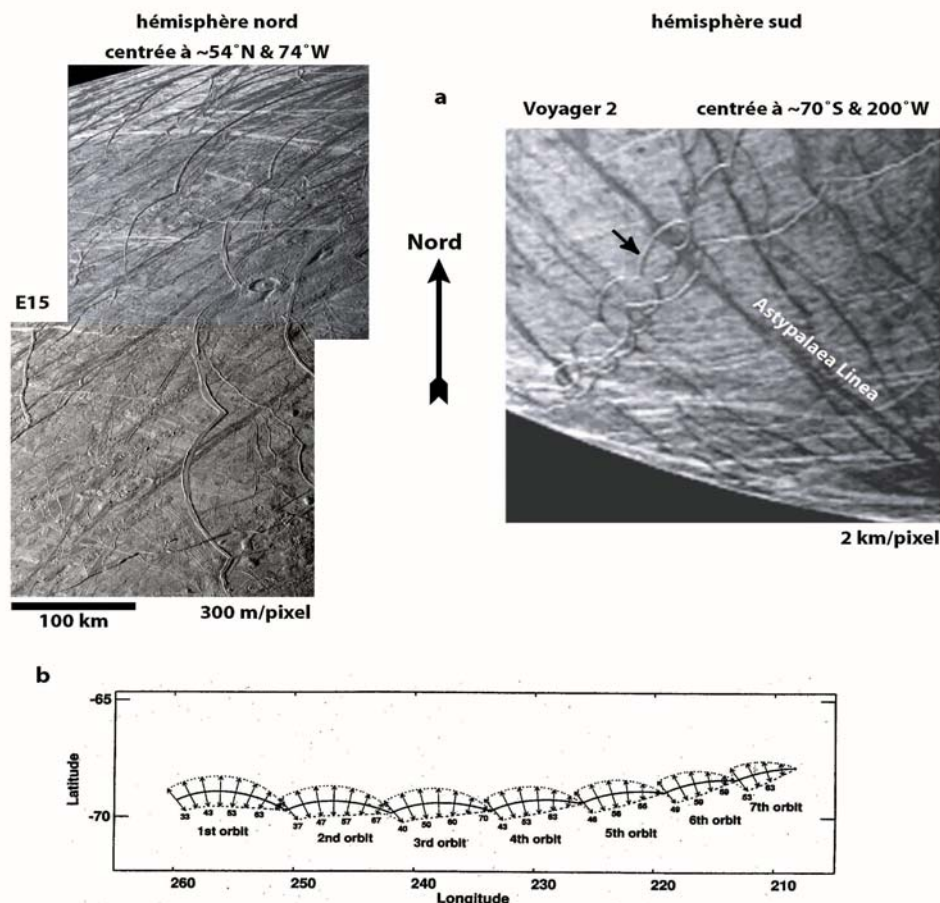 hémisphère nord
centrée à ~54°N & 74°W
hémisphère sud
a
Voyager 2
centrée à ~70°S & 200°W
Nord
E15
Astypalaea Linea
2 km/pixel
100 km
300 m/pixel
b
-65
-70
Latitude
33 43 53 63
1st orbit
37 47 57 67
2nd orbit
40 50 60 70
3rd orbit
43 53 63
4th orbit
46 56
5th orbit
49 59
6th orbit
53 63
7th orbit
260 250 240 230 220 210
Longitude